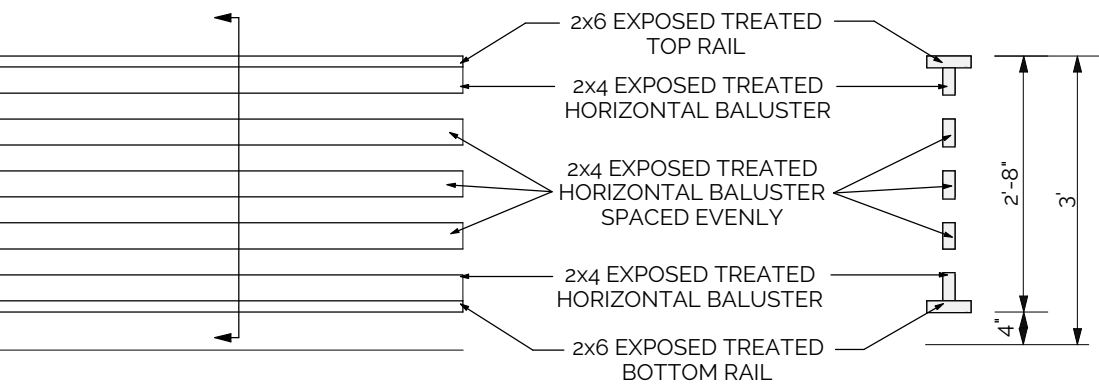 2x6 EXPOSED TREATED
TOP RAIL
2x4 EXPOSED TREATED
HORIZONTAL BALUSTER
2x4 EXPOSED TREATED
HORIZONTAL BALUSTER
SPACED EVENLY
2x4 EXPOSED TREATED
HORIZONTAL BALUSTER
2x6 EXPOSED TREATED
BOTTOM RAIL
2'-8"
3'
4"